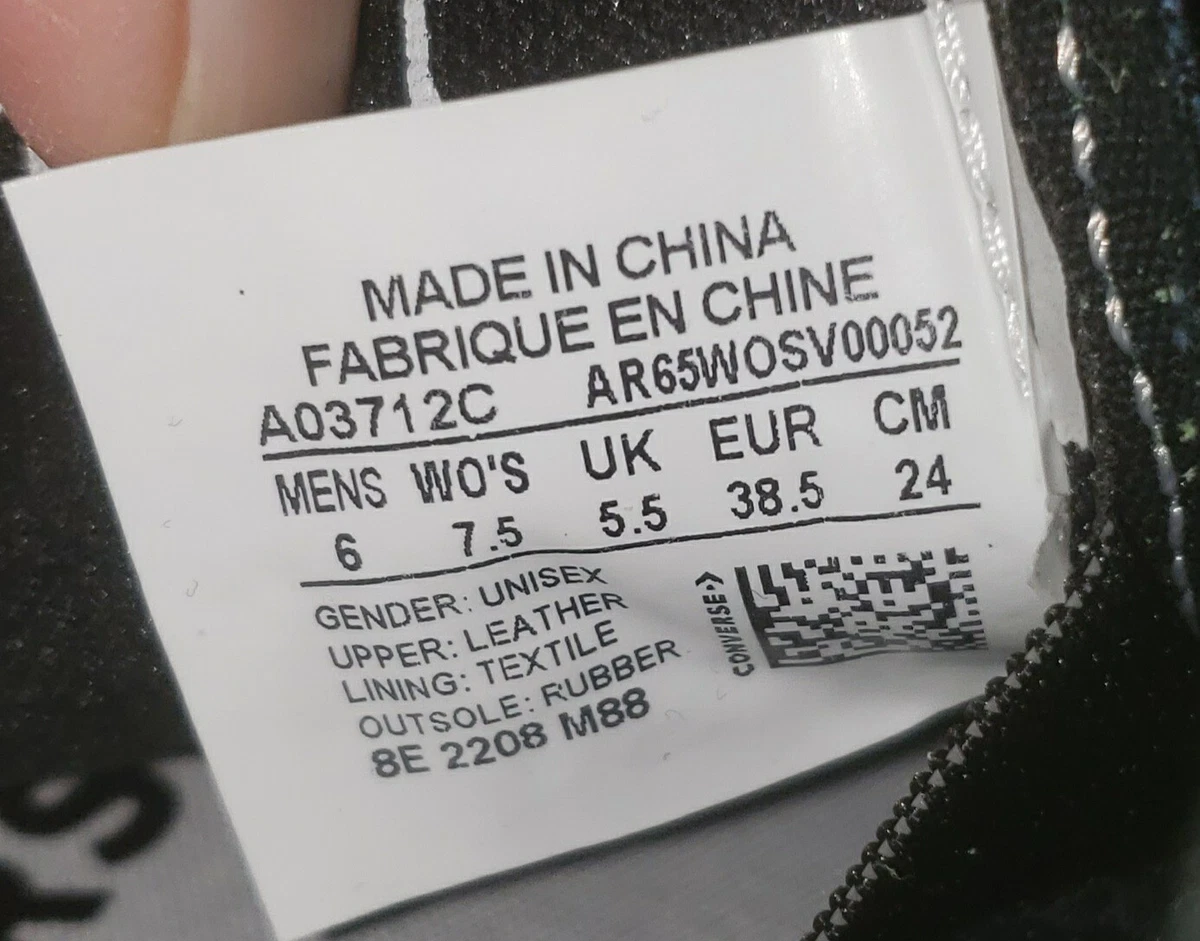 MADE IN CHINA
FABRIQUE EN CHINE
A03712C AR65WOSV00052
MENS WO'S UK EUR CM
6 7.5 5.5 38.5 24
GENDER: UNISEX
UPPER: LEATHER
LINING: TEXTILE
OUTSOLE: RUBBER
8E 2208 M88
CONVERSE